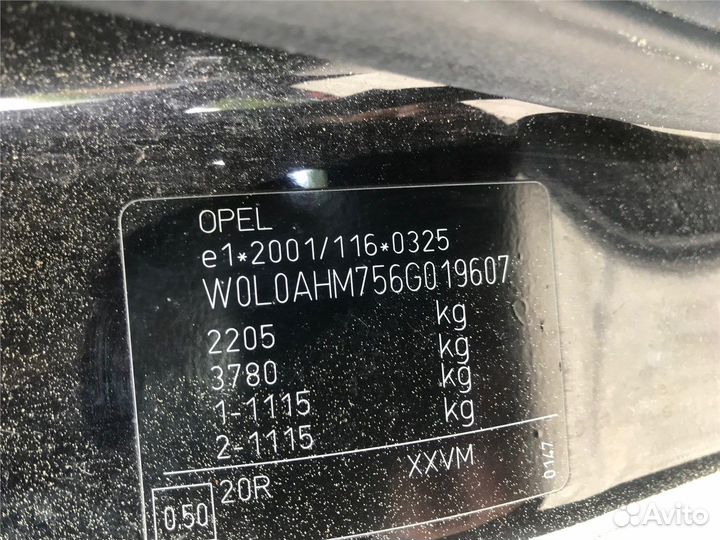 OPEL
e1*2001/116*0325
W0L0AHM756G019607
2205 kg
3780 kg
1-1115 kg
2-1115 kg
20R XXVM 0147
0.50
Avito